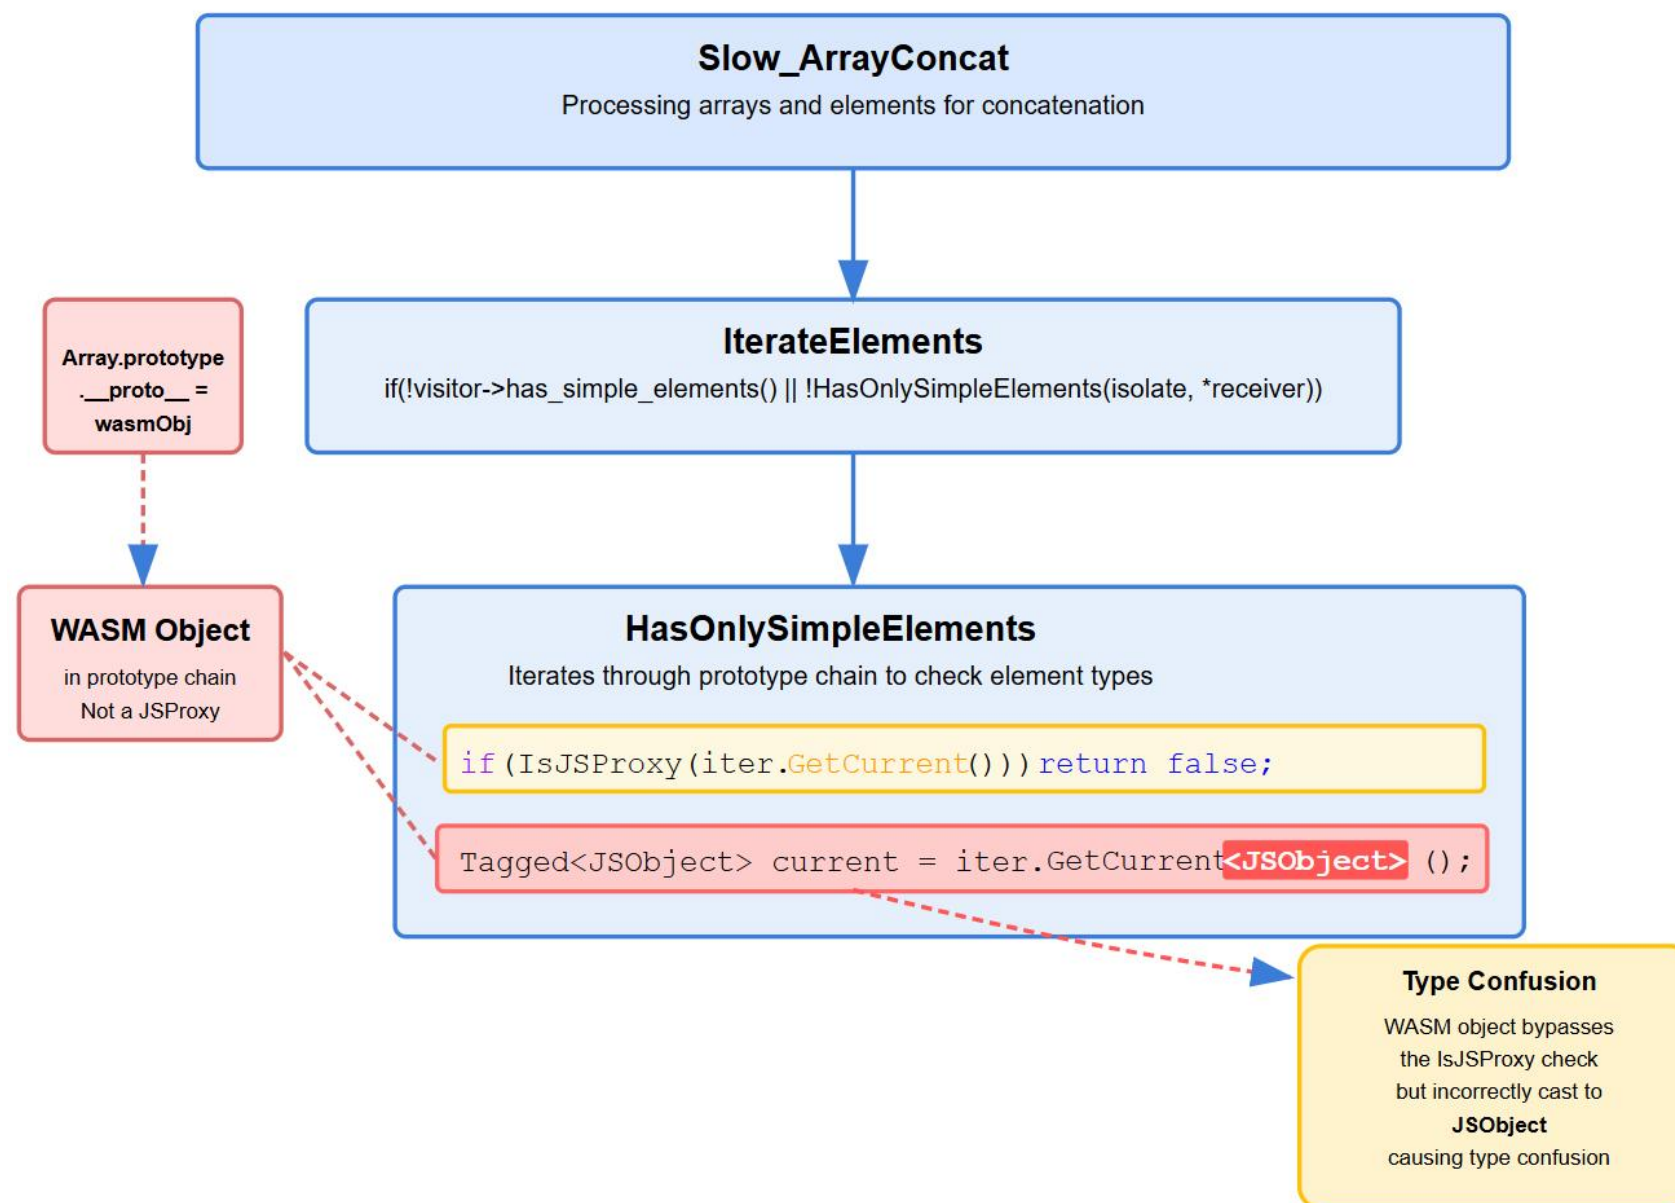 Slow_ArrayConcat
Processing arrays and elements for concatenation
Array.prototype
.__proto__ =
wasmObj
IterateElements
if(!visitor->has_simple_elements() || !HasOnlySimpleElements(isolate, *receiver))
WASM Object
in prototype chain
Not a JSProxy
HasOnlySimpleElements
Iterates through prototype chain to check element types
if(IsJSProxy(iter.GetCurrent()))return false;
Tagged<JSObject> current = iter.GetCurrent<JSObject> ();
Type Confusion
WASM object bypasses
the IsJSProxy check
but incorrectly cast to
JSObject
causing type confusion